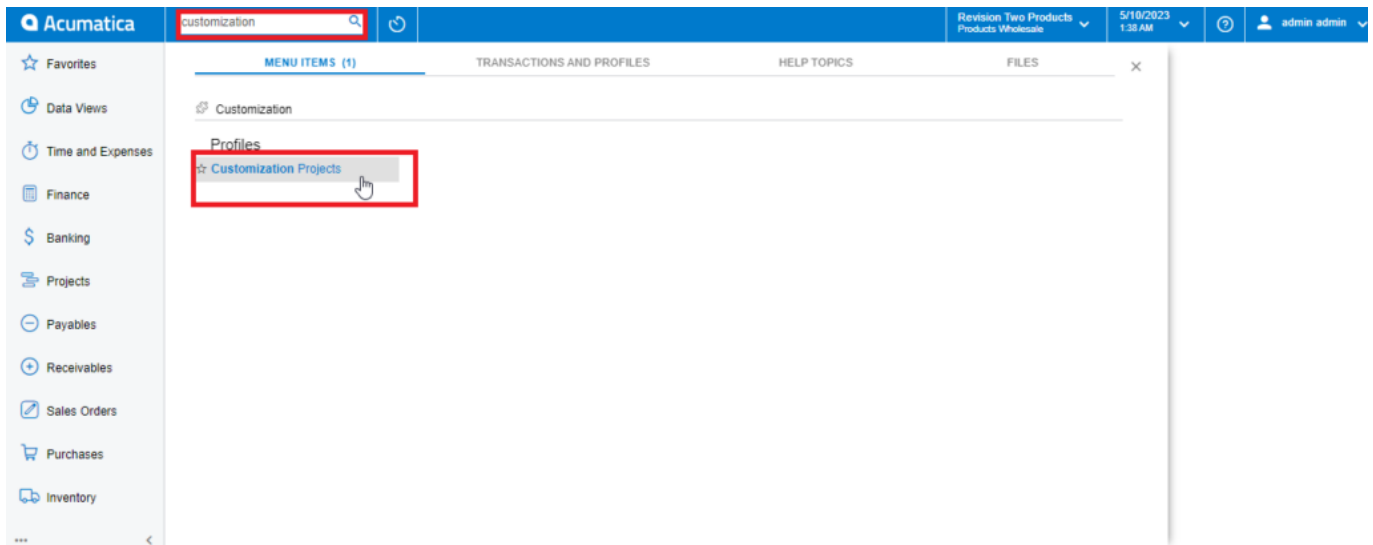 Acumatica
customization
Revision Two Products
Products Wholesale
5/10/2023
1:38 AM
admin admin
Favorites
Data Views
Time and Expenses
Finance
Banking
Projects
Payables
Receivables
Sales Orders
Purchases
Inventory
MENU ITEMS (1)
TRANSACTIONS AND PROFILES
HELP TOPICS
FILES
Customization
Profiles
Customization Projects